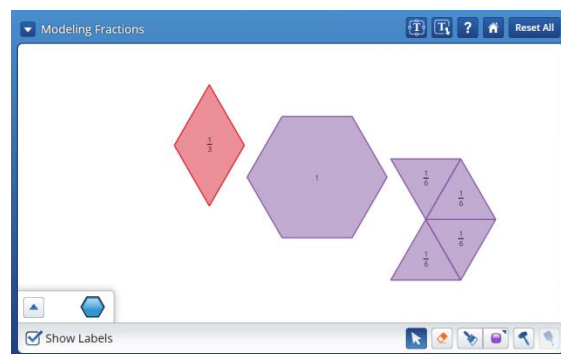 Modeling Fractions
T T ? Reset All
1/3
1
1/6
1/6
1/6
1/6
Show Labels